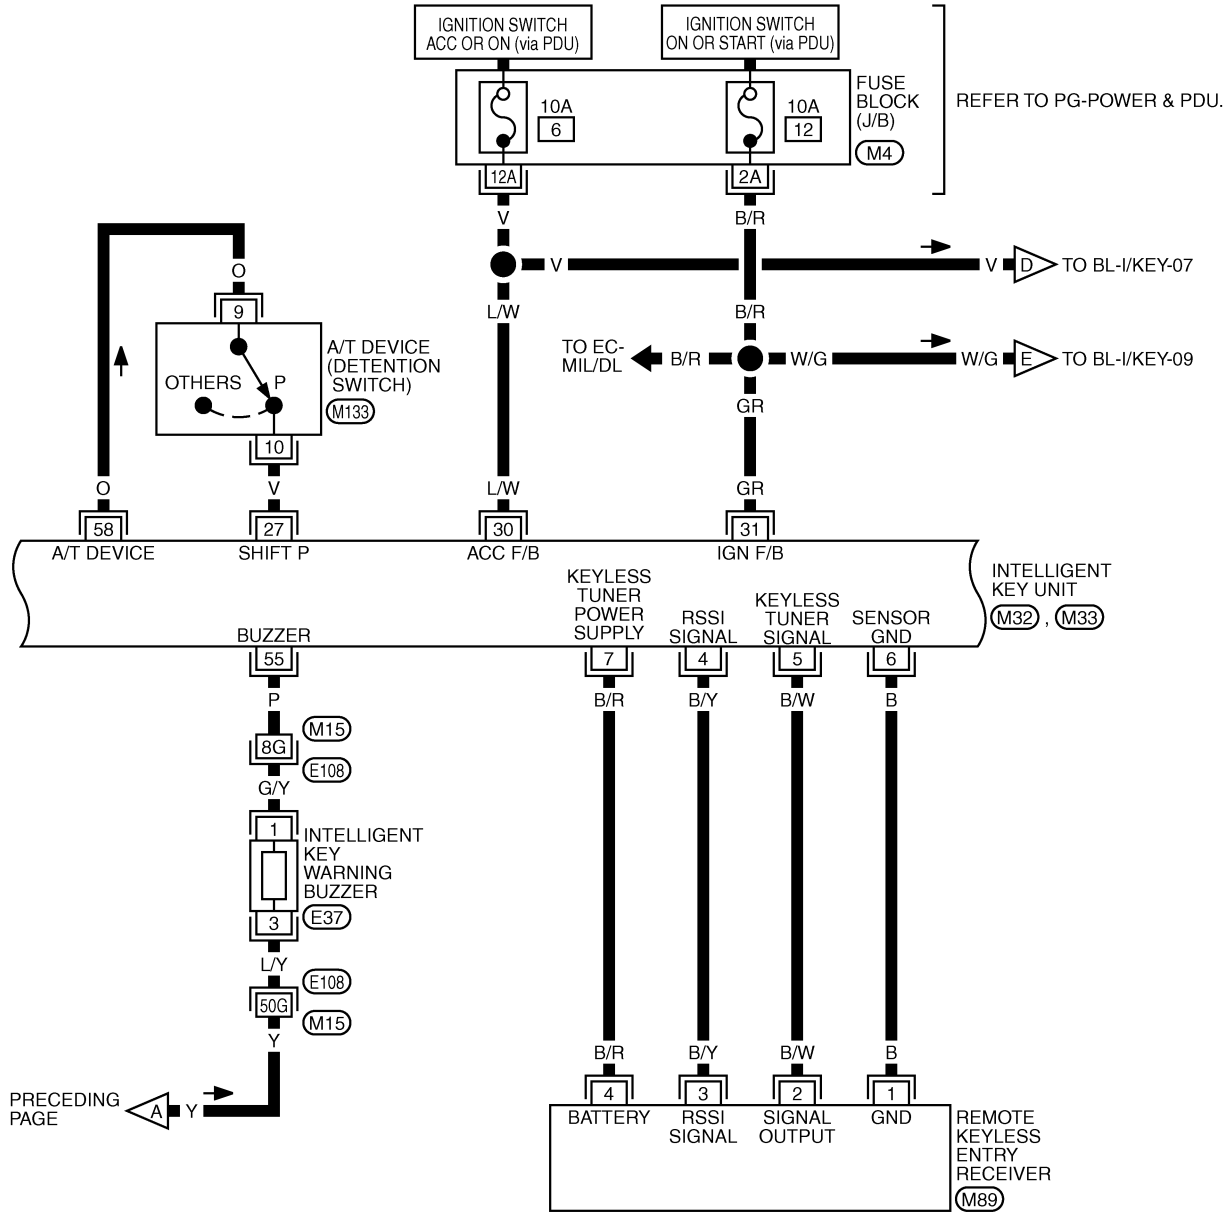 IGNITION SWITCH
ACC OR ON (via PDU)
IGNITION SWITCH
ON OR START (via PDU)
10A
6
10A
12
FUSE
BLOCK
(J/B)
M4
REFER TO PG-POWER & PDU.
12A
2A
V
B/R
O
V
V
D
TO BL-I/KEY-07
9
L/W
B/R
A/T DEVICE
(DETENTION
SWITCH)
M133
OTHERS
P
TO EC-
MIL/DL
B/R
W/G
W/G
E
TO BL-I/KEY-09
GR
10
O
V
L/W
GR
58
27
30
31
A/T DEVICE
SHIFT P
ACC F/B
IGN F/B
INTELLIGENT
KEY UNIT
M32 , M33
BUZZER
KEYLESS
TUNER
POWER
SUPPLY
RSSI
SIGNAL
KEYLESS
TUNER
SIGNAL
SENSOR
GND
55
7
4
5
6
P
B/R
B/Y
B/W
B
M15
8G
E108
G/Y
1
INTELLIGENT
KEY
WARNING
BUZZER
E37
3
L/Y
E108
50G
M15
Y
B/R
B/Y
B/W
B
PRECEDING
PAGE
A
Y
4
3
2
1
BATTERY
RSSI
SIGNAL
SIGNAL
OUTPUT
GND
REMOTE
KEYLESS
ENTRY
RECEIVER
M89